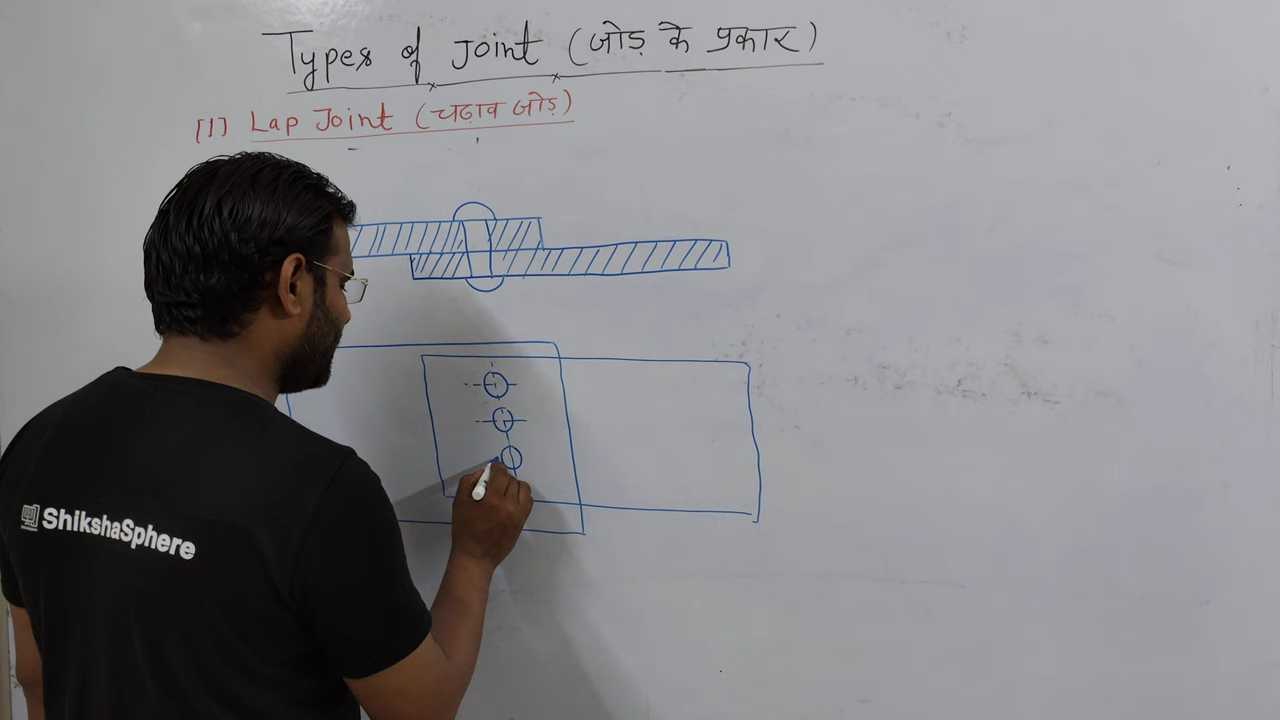 Types of Joint (जोड़ के प्रकार)
[1] Lap Joint (चढ़ाव जोड़)
ShikshaSphere